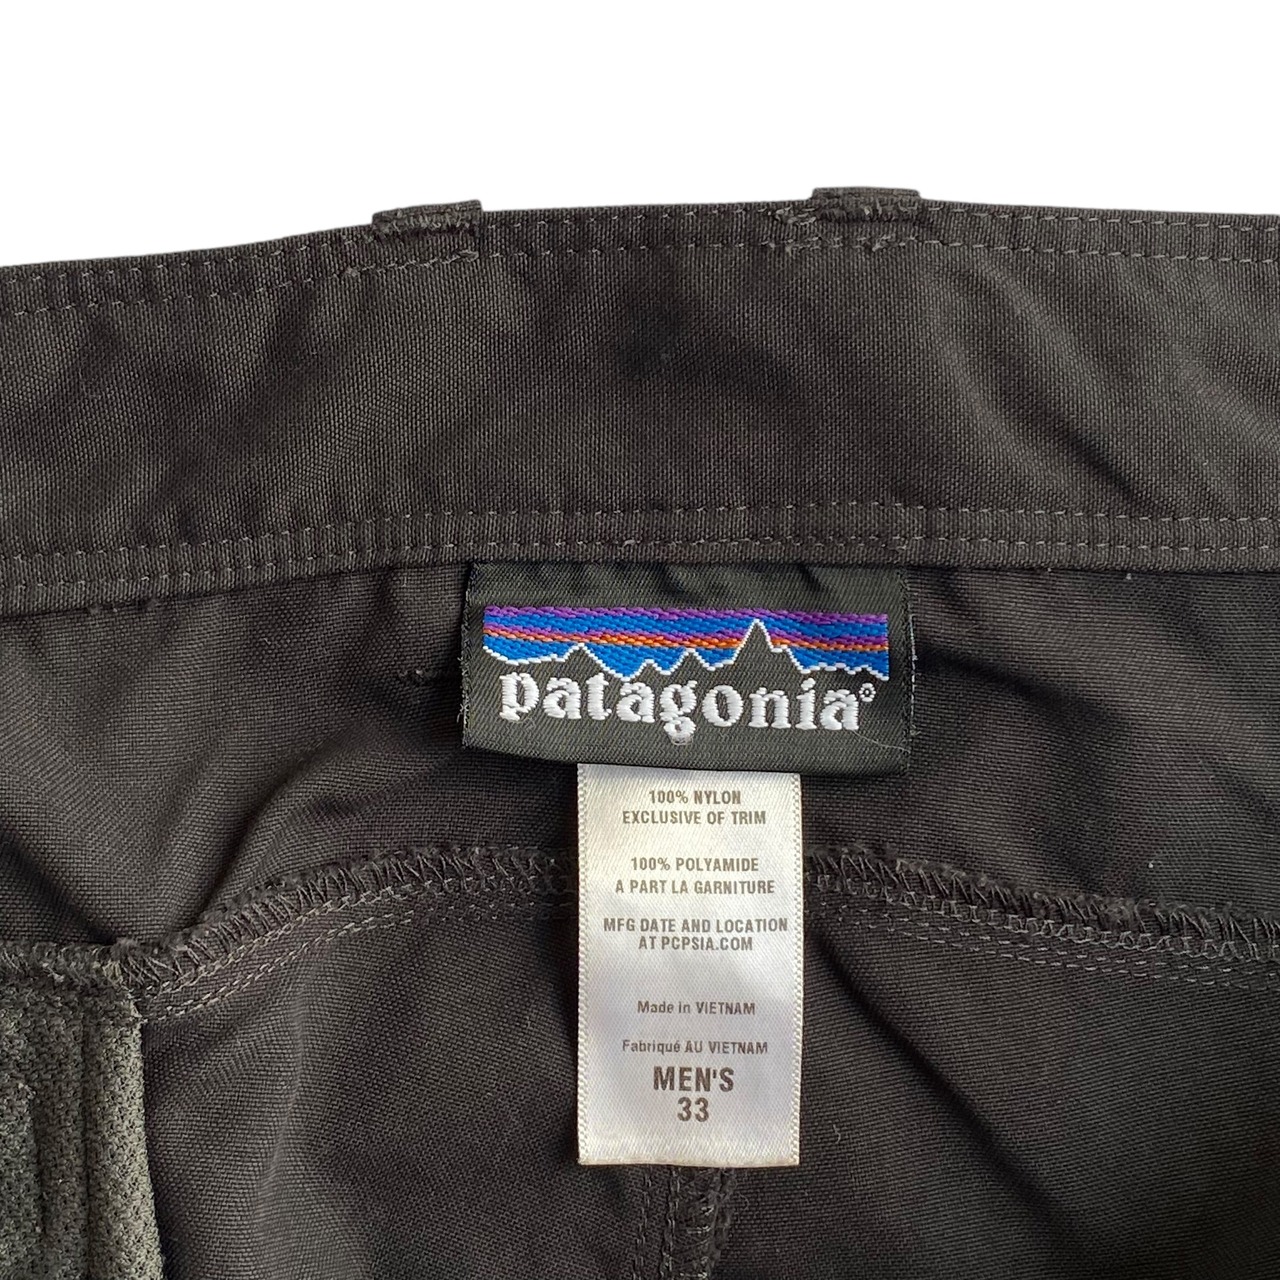 patagonia®
100% NYLON
EXCLUSIVE OF TRIM
100% POLYAMIDE
A PART LA GARNITURE
MFG DATE AND LOCATION
AT PCPSIA.COM
Made in VIETNAM
Fabriqué AU VIETNAM
MEN'S
33